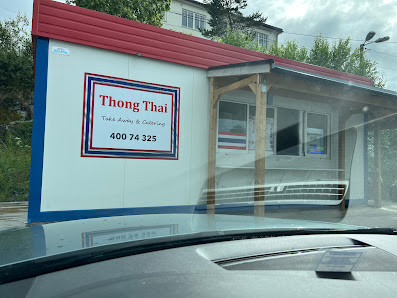 Thong Thai
Take Away & Catering
400 74 325